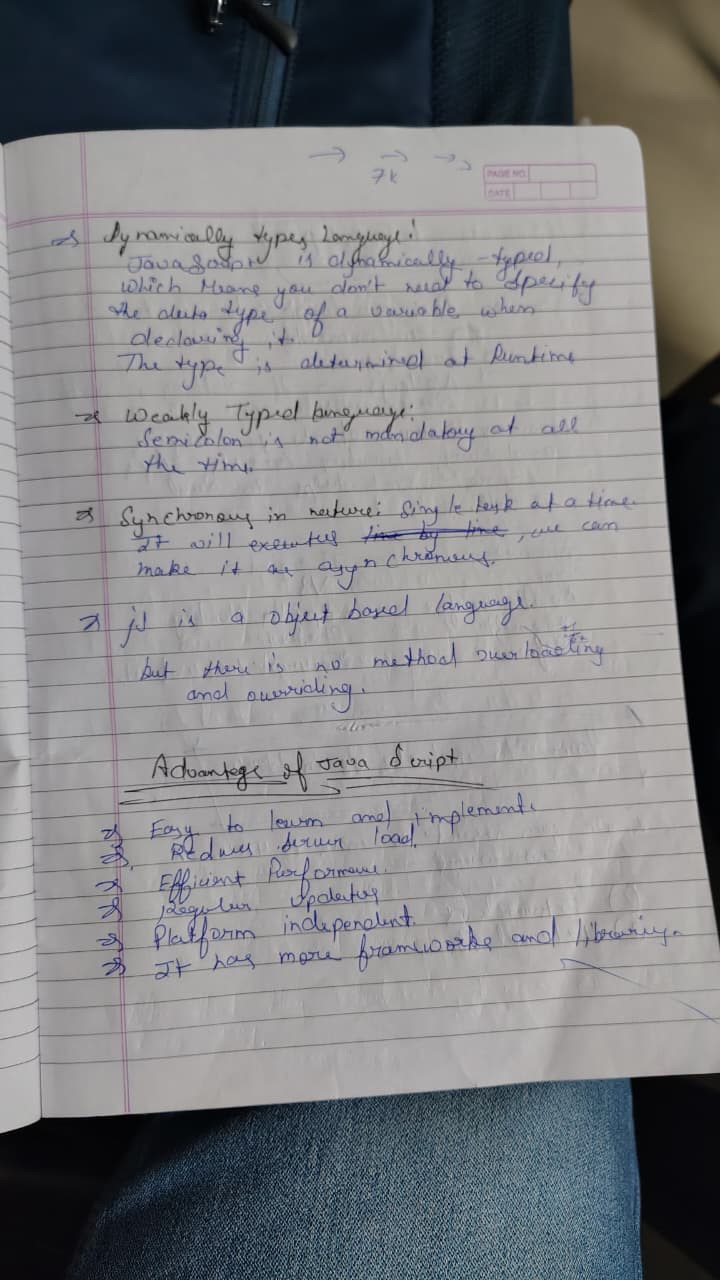 → → →
7k
PAGE NO.
DATE
⇒ Dynamically types Language:
JavaScript is dynamically-typed,
which Means you don't need to Specify
the data type of a variable when
declaring it.
The type is determined at Runtime
⇒ Weakly Typed language:
Semicolon is not mandatory at all
the time.
⇒ Synchronous in nature: Single task at a time.
It will executes line by line, we can
make it as asynchronous.
⇒ js is a object based language.
but there is no method overloading
and overriding.
Advantage of Java Script
⇒ Easy to learn and implement.
⇒ Reduces server load.
⇒ Efficient Performance.
⇒ Regular Updates
⇒ Platform independent.
⇒ It has more frameworks and library.